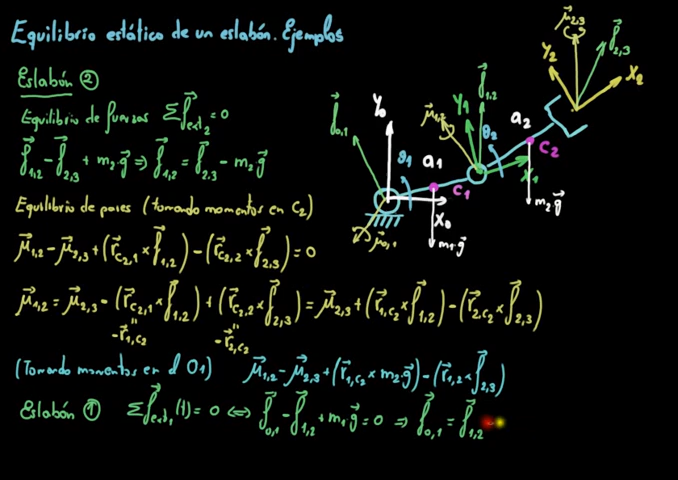 Equilibrio estático de un eslabón. Ejemplos
Eslabón ②
Equilibrio de fuerzas Σf⃗ext₂ = 0
f⃗1,2 - f⃗2,3 + m₂·g⃗ ⇒ f⃗1,2 = f⃗2,3 - m₂g⃗
Equilibrio de pares (tomando momentos en C₂)
μ⃗1,2 - μ⃗2,3 + (r⃗C₂,1 × f⃗1,2) - (r⃗C₂,2 × f⃗2,3) = 0
μ⃗1,2 = μ⃗2,3 - (r⃗C₂,1 × f⃗1,2) + (r⃗C₂,2 × f⃗2,3) = μ⃗2,3 + (r⃗1,C₂ × f⃗1,2) - (r⃗2,C₂ × f⃗2,3)
"
-r⃗1,C₂
"
-r⃗2,C₂
(Tomando momentos en el O1) μ⃗1,2 - μ⃗2,3 + (r⃗1,C₂ × m₂·g⃗) - (r⃗1,2 × f⃗2,3)
Eslabón ① Σf⃗ext₁(t) = 0 ⇔ f⃗0,1 - f⃗1,2 + m₁g⃗ = 0 ⇒ f⃗0,1 = f⃗1,2
μ⃗2,3
f⃗2,3
Y₂
X₂
f⃗1,2
a₂
C₂
Y₁
μ⃗1,2
θ₂
X₁
m₂·g⃗
f⃗0,1
Y₀
θ₁
a₁
C₁
X₀
μ⃗0,1
m₁·g⃗